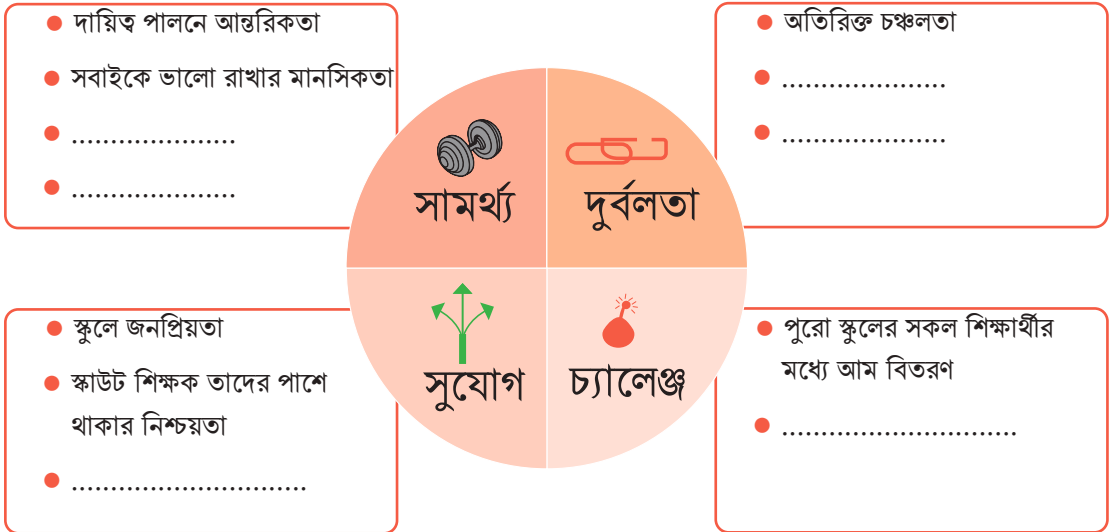 ● দায়িত্ব পালনে আন্তরিকতা
● সবাইকে ভালো রাখার মানসিকতা
● .....................
● .....................
● অতিরিক্ত চঞ্চলতা
● .....................
● .....................
সামর্থ্য
দুর্বলতা
সুযোগ
চ্যালেঞ্জ
● স্কুলে জনপ্রিয়তা
● স্কাউট শিক্ষক তাদের পাশে
থাকার নিশ্চয়তা
● ..............................
● পুরো স্কুলের সকল শিক্ষার্থীর
মধ্যে আম বিতরণ
● ..............................